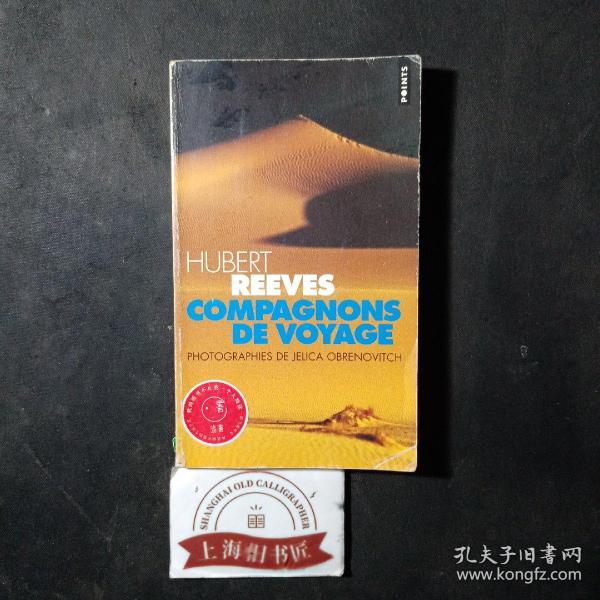 POINTS
HUBERT
REEVES
COMPAGNONS
DE VOYAGE
PHOTOGRAPHIES DE JELICA OBRENOVITCH
SHANGHAI OLD CALLIGRAPHER
上海旧书匠
孔夫子旧书网
www.kongfz.com